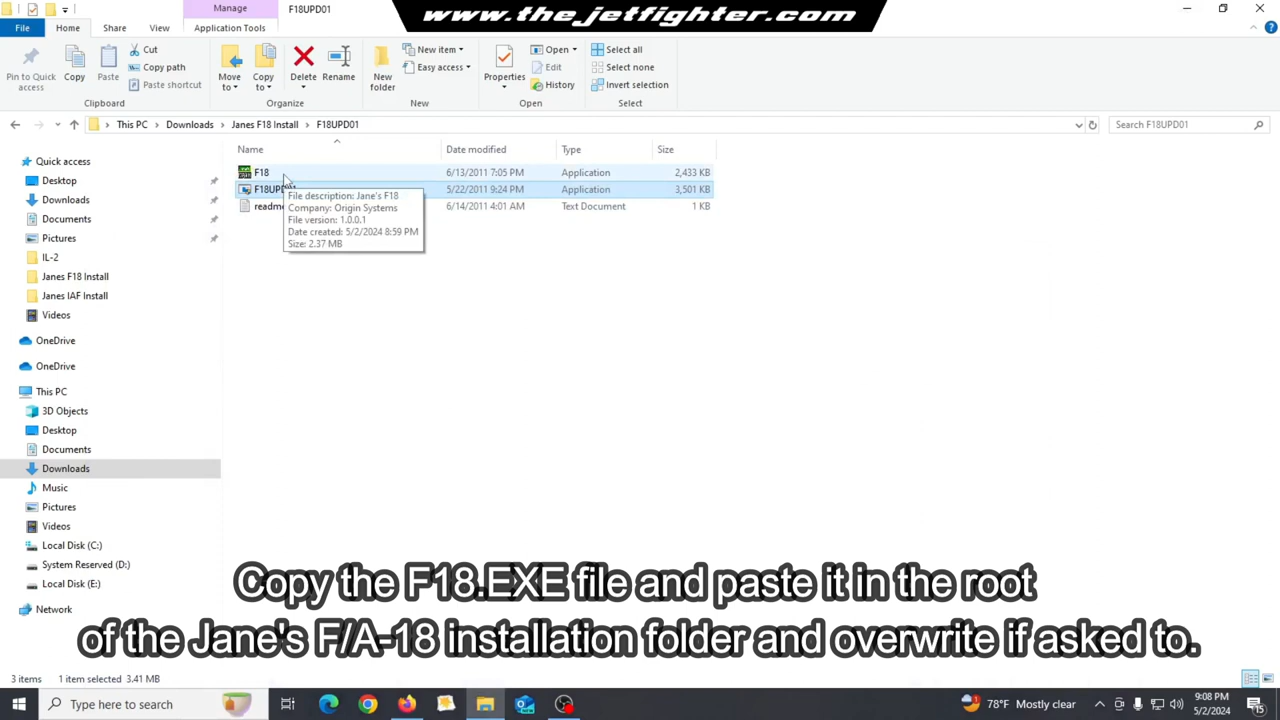 Manage
F18UPD01
www.thejetfighter.com
File
Home
Share
View
Application Tools
Pin to Quick access
Copy
Paste
Cut
Copy path
Paste shortcut
Clipboard
Move to
Copy to
Delete
Rename
Organize
New folder
New item
Easy access
New
Properties
Open
Edit
History
Open
Select all
Select none
Invert selection
Select
This PC > Downloads > Janes F18 Install > F18UPD01
Search F18UPD01
Name Date modified Type Size
F18 6/13/2011 7:05 PM Application 2,433 KB
F18UPD01 5/22/2011 9:24 PM Application 3,501 KB
readme 6/14/2011 4:01 AM Text Document 1 KB
File description: Jane's F18
Company: Origin Systems
File version: 1.0.0.1
Date created: 5/2/2024 8:59 PM
Size: 2.37 MB
Quick access
Desktop
Downloads
Documents
Pictures
IL-2
Janes F18 Install
Janes IAF Install
Videos
OneDrive
OneDrive
This PC
3D Objects
Desktop
Documents
Downloads
Music
Pictures
Videos
Local Disk (C:)
System Reserved (D:)
Local Disk (E:)
Network
Copy the F18.EXE file and paste it in the root
of the Jane's F/A-18 installation folder and overwrite if asked to.
3 items 1 item selected 3.41 MB
Type here to search
78°F Mostly clear
9:08 PM
5/2/2024
15